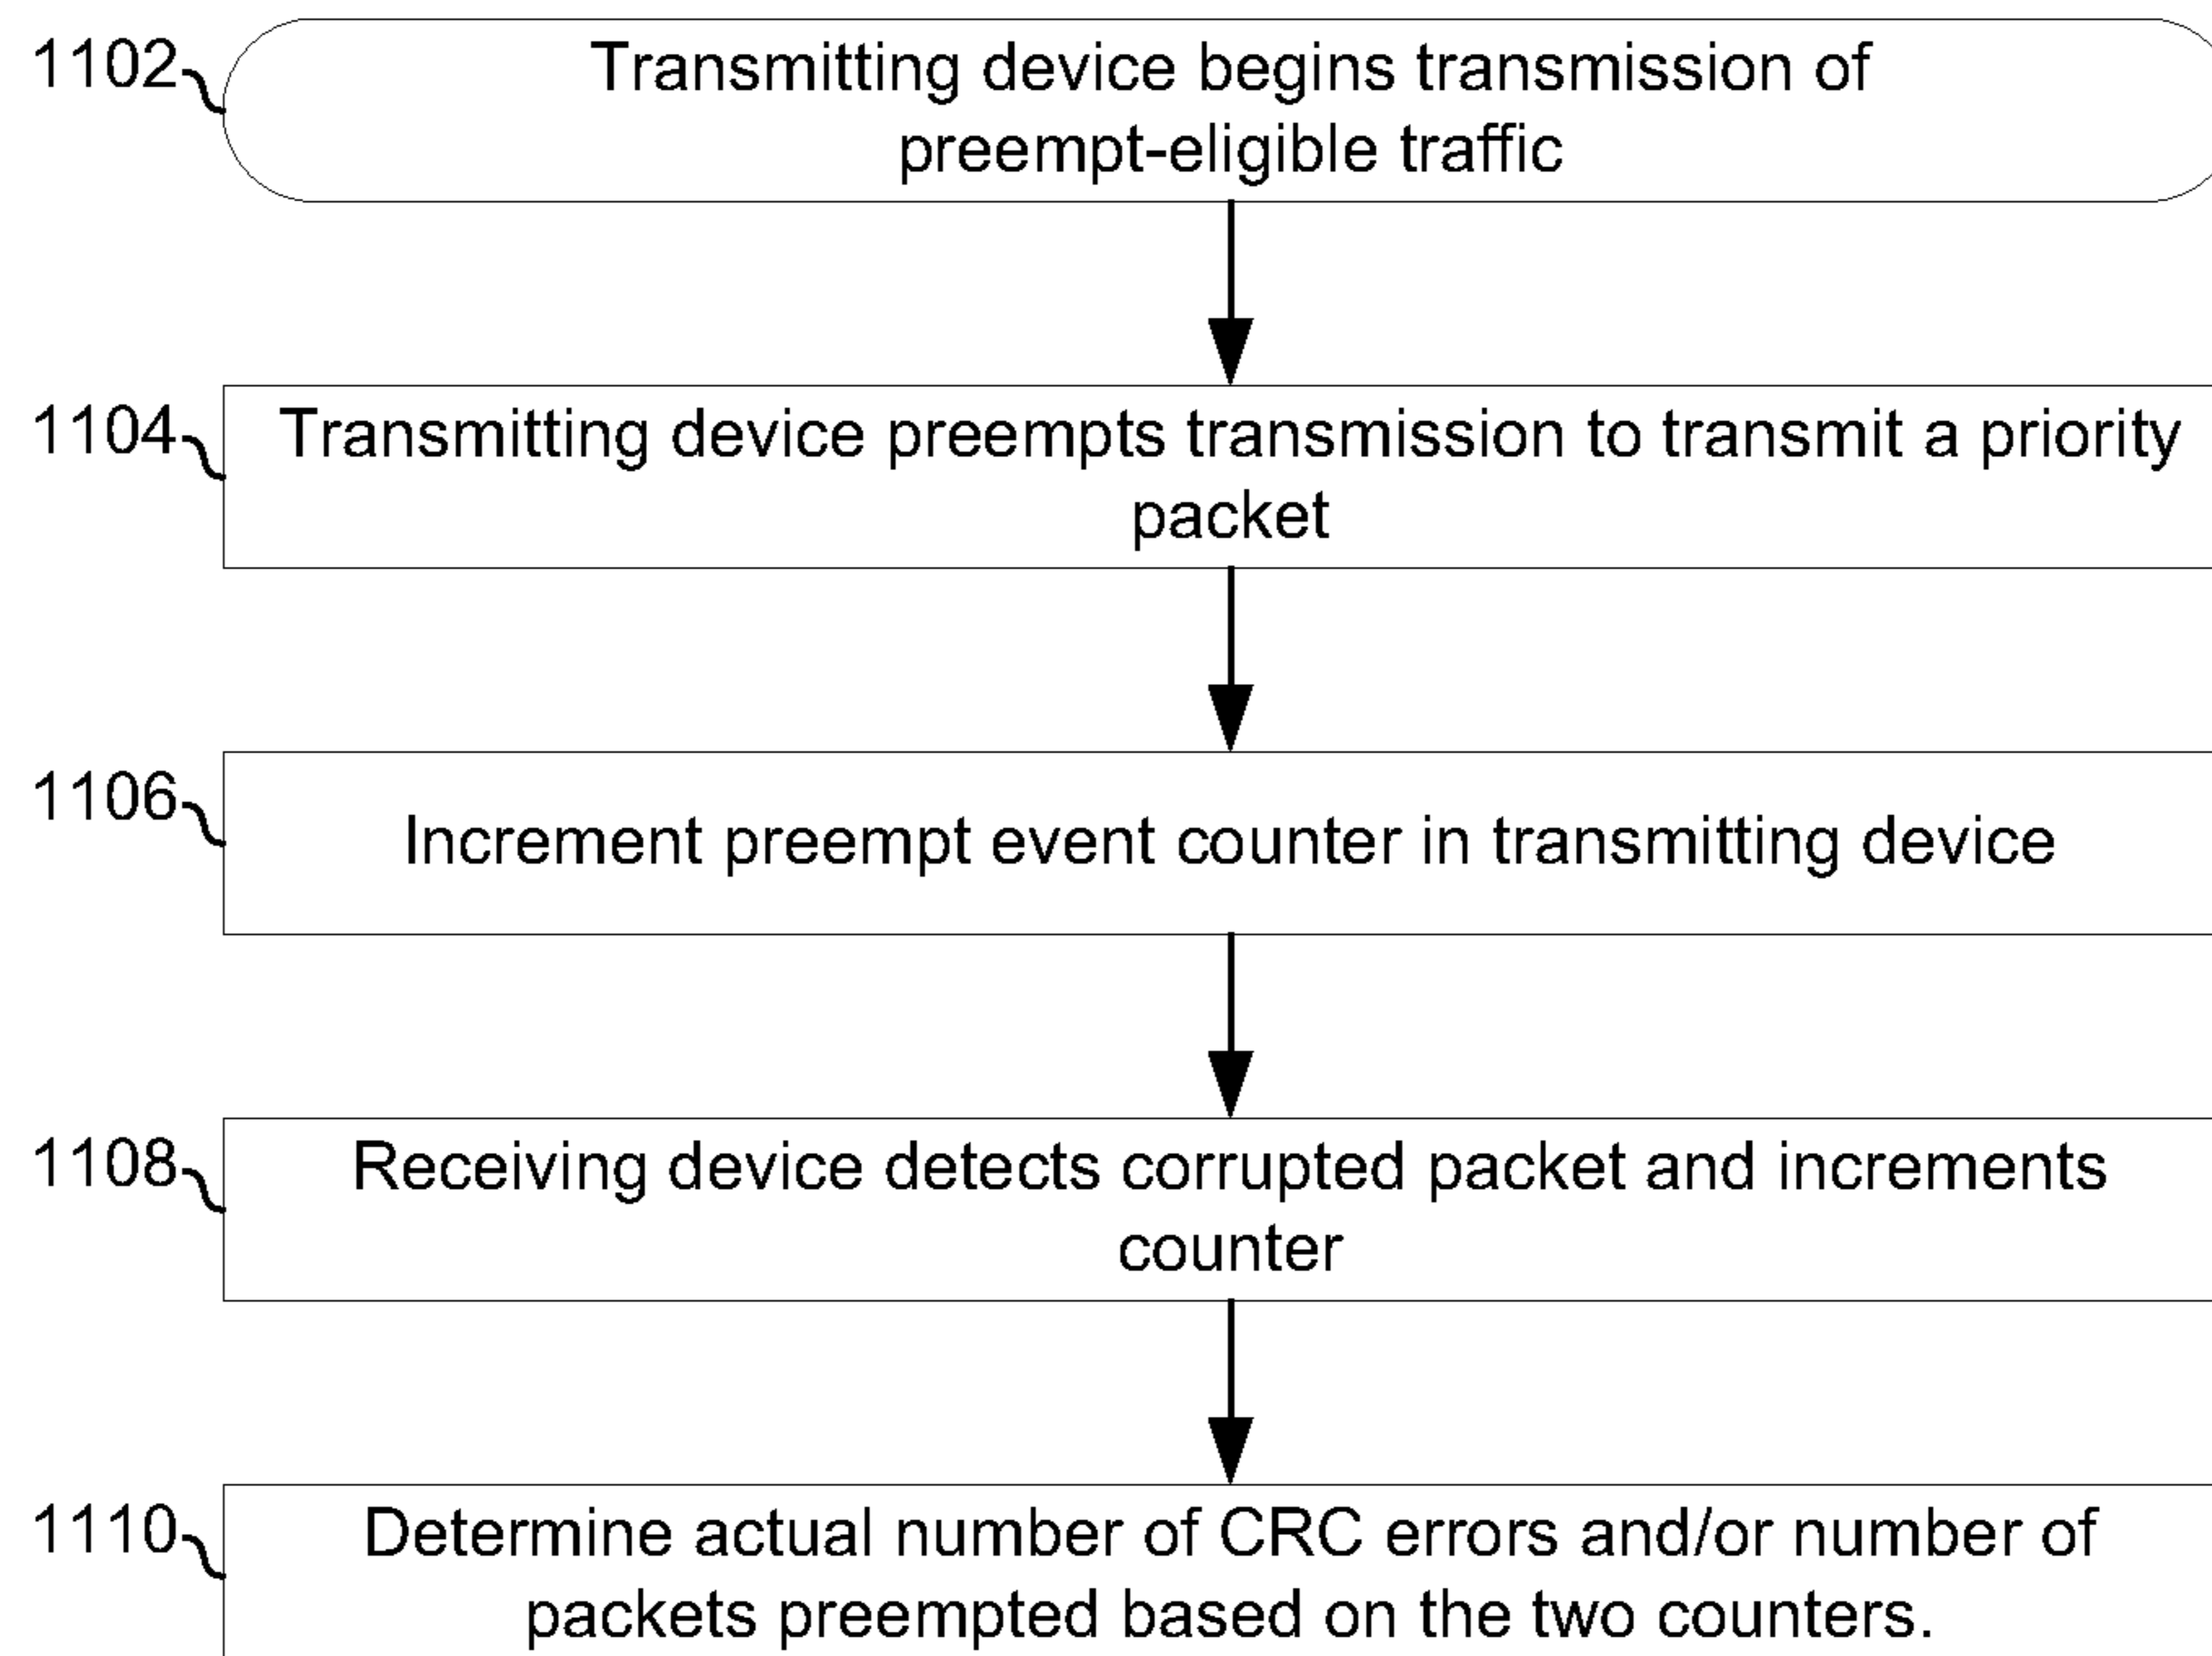 1102
Transmitting device begins transmission of
preempt-eligible traffic
1104
Transmitting device preempts transmission to transmit a priority
packet
1106
Increment preempt event counter in transmitting device
1108
Receiving device detects corrupted packet and increments
counter
1110
Determine actual number of CRC errors and/or number of
packets preempted based on the two counters.